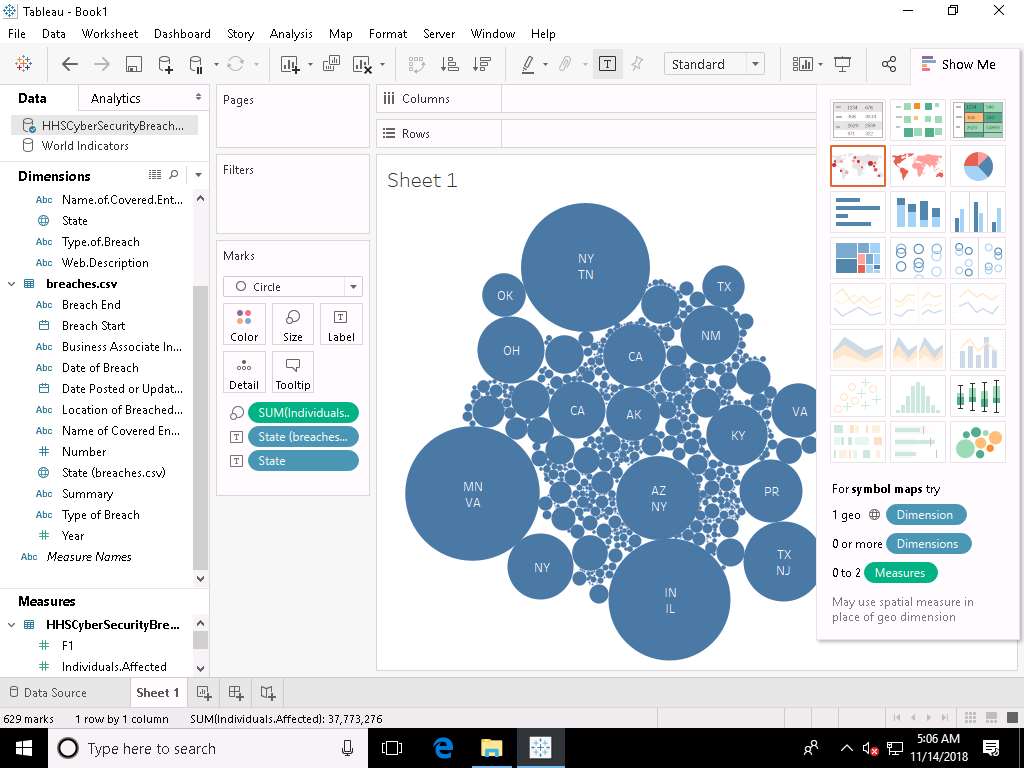 Tableau - Book1
File Data Worksheet Dashboard Story Analysis Map Format Server Window Help
Standard
Show Me
Data Analytics
HHSCyberSecurityBreach...
World Indicators
Dimensions
Abc Name.of.Covered.Ent...
State
Abc Type.of.Breach
Abc Web.Description
breaches.csv
Abc Breach End
Breach Start
Abc Business Associate In...
Abc Date of Breach
Date Posted or Updat...
Abc Location of Breached...
Abc Name of Covered En...
Number
State (breaches.csv)
Abc Summary
Abc Type of Breach
Year
Abc Measure Names
Measures
HHSCyberSecurityBre...
F1
Individuals.Affected
Pages
Filters
Marks
Circle
Color Size Label
Detail Tooltip
SUM(Individuals..
State (breaches...
State
Columns
Rows
Sheet 1
NY
TN
OK
TX
OH
CA
NM
CA
AK
VA
KY
MN
VA
AZ
NY
PR
NY
TX
NJ
IN
IL
For symbol maps try
1 geo Dimension
0 or more Dimensions
0 to 2 Measures
May use spatial measure in
place of geo dimension
Data Source Sheet 1
629 marks 1 row by 1 column SUM(Individuals.Affected): 37,773,276
Type here to search
5:06 AM
11/14/2018